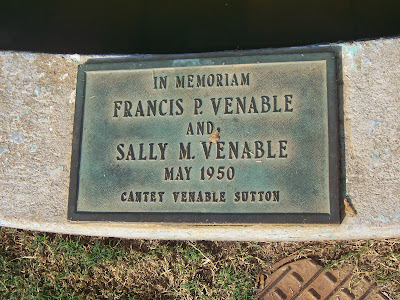 IN MEMORIAM
FRANCIS P. VENABLE
AND
SALLY M. VENABLE
MAY 1950
CANTEY VENABLE SUTTON